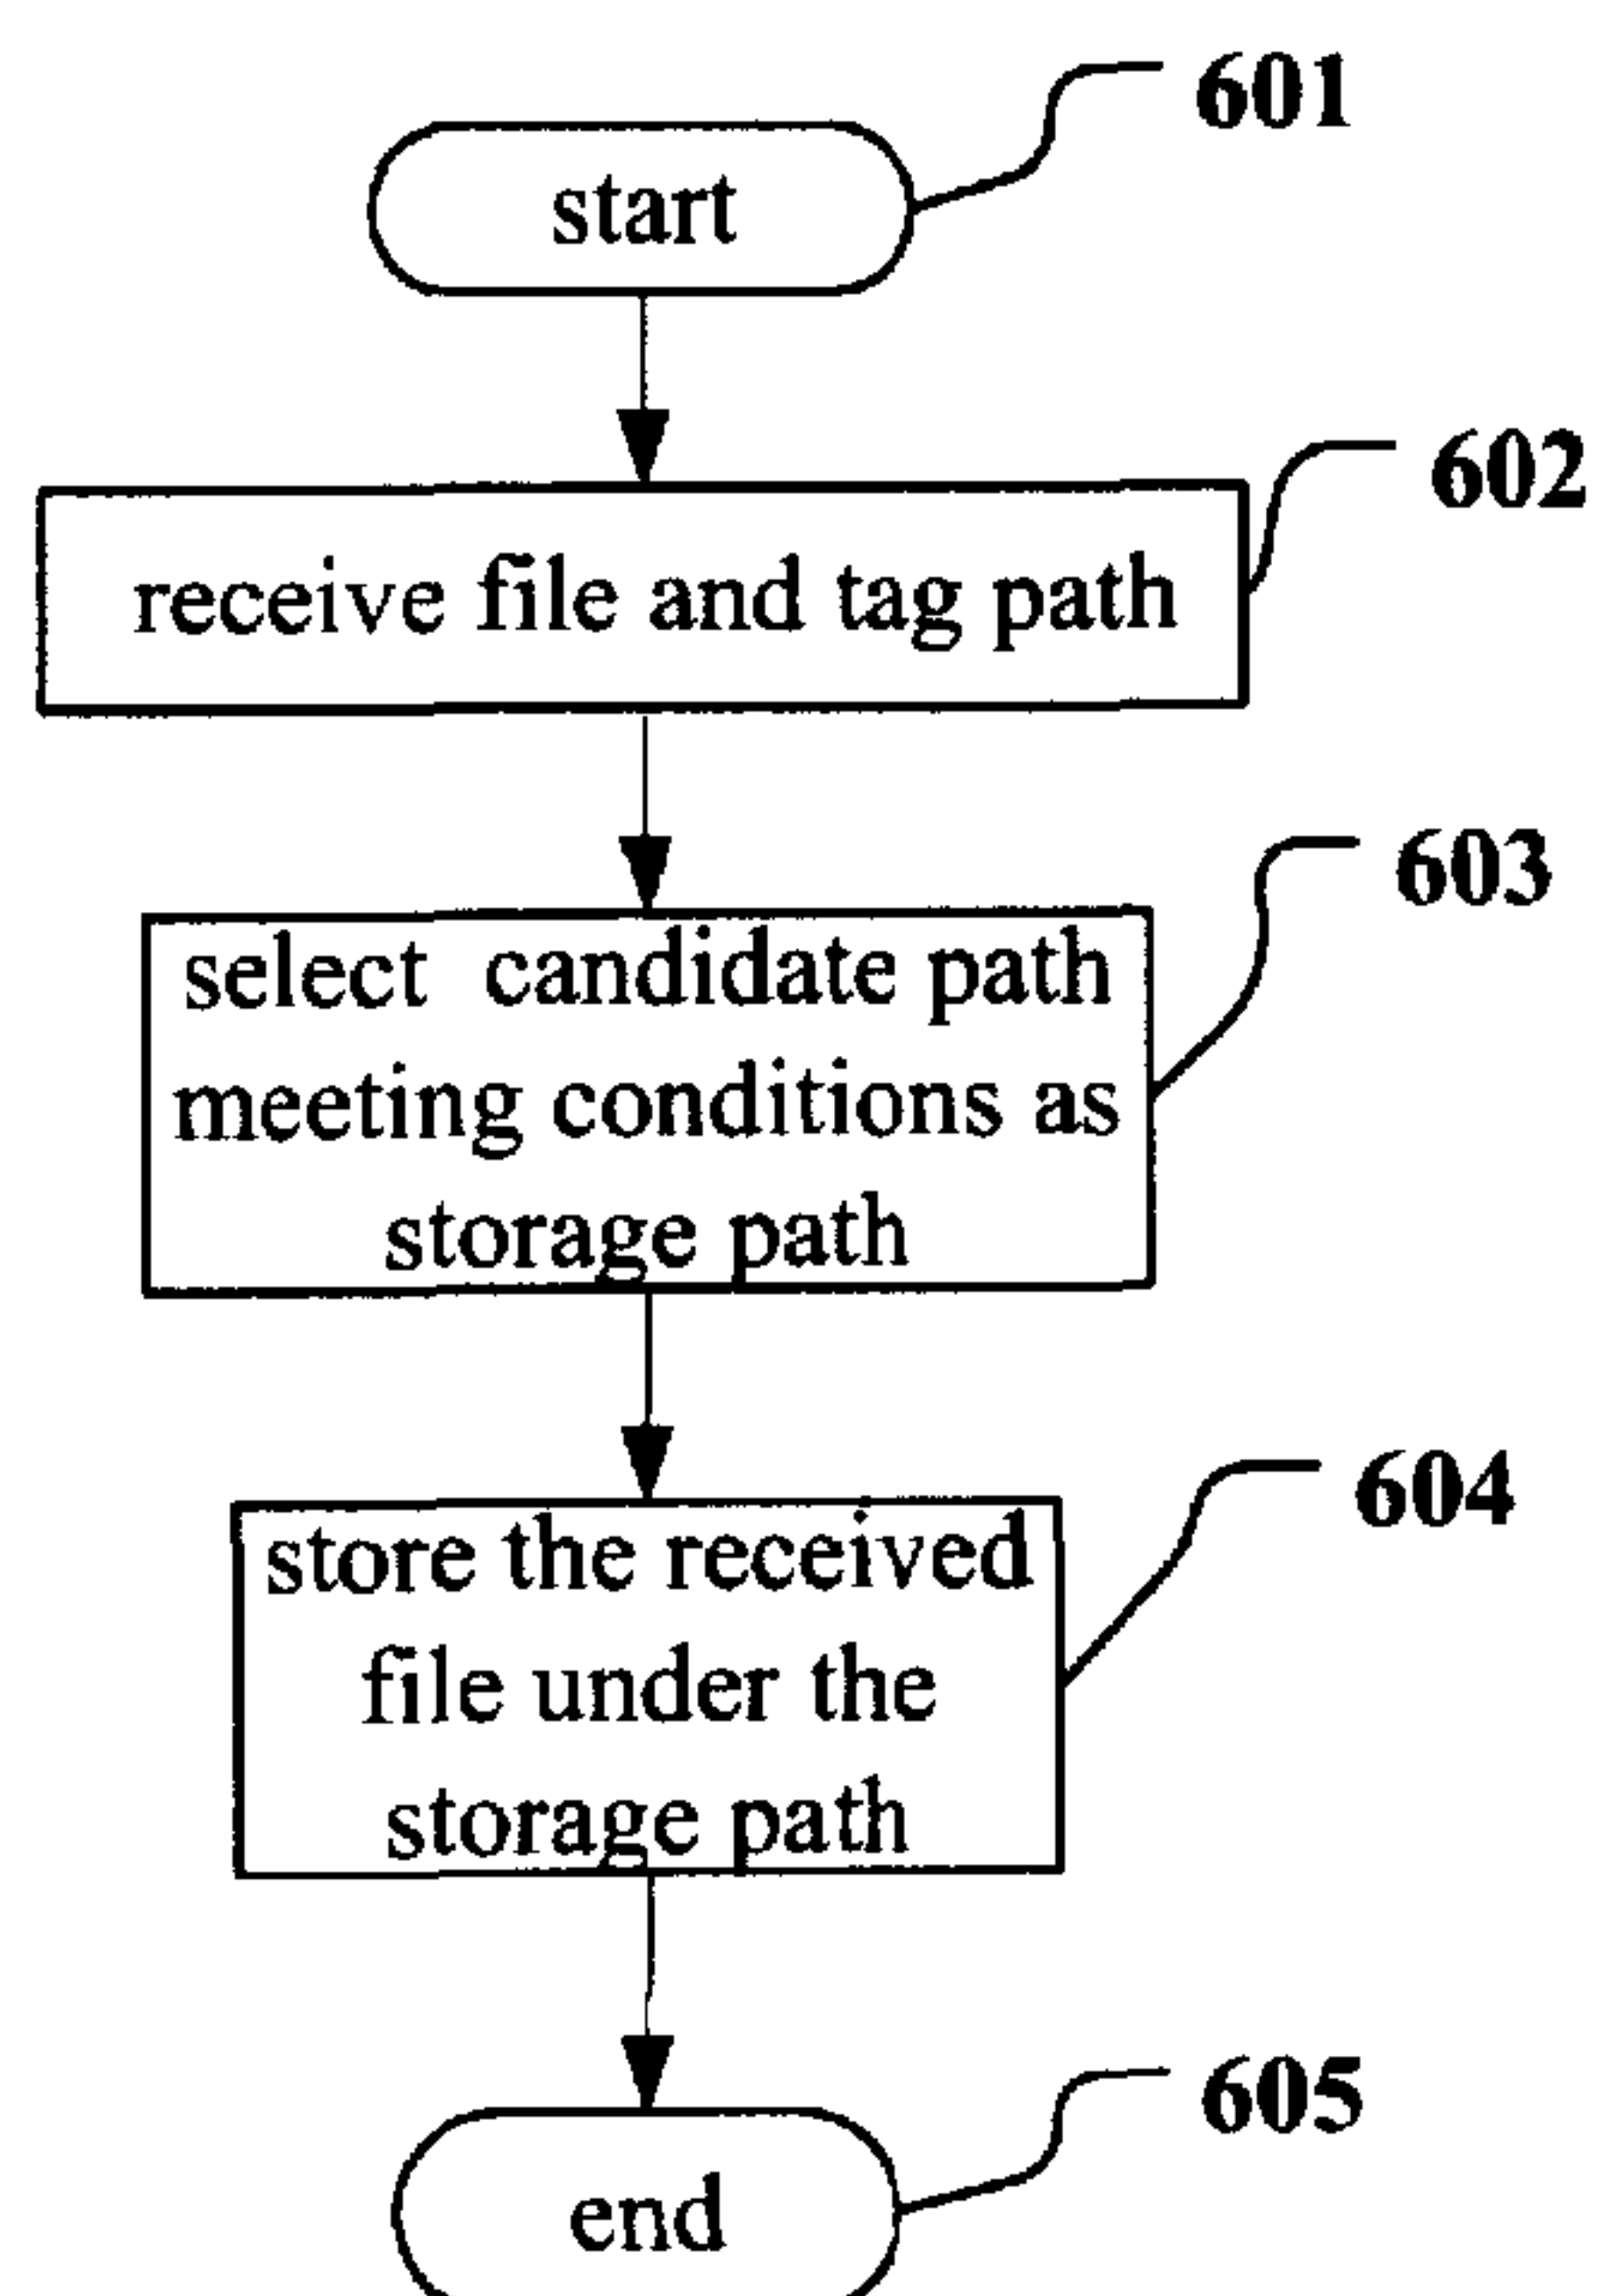 601
start
602
receive file and tag path
603
select candidate path
meeting conditions as
storage path
604
store the received
file under the
storage path
605
end